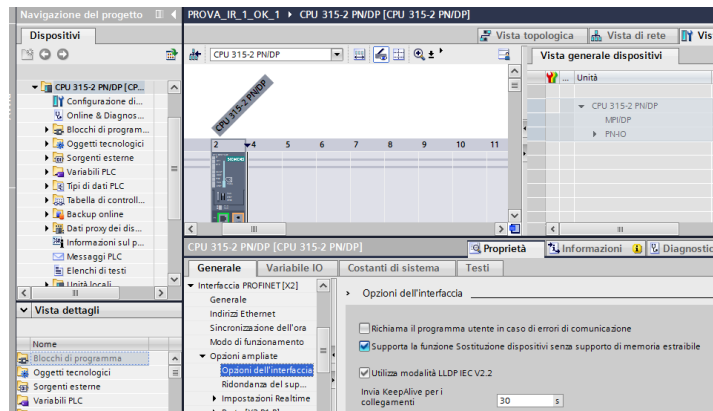 Navigazione del progetto
PROVA_IR_1_OK_1 CPU 315-2 PN/DP [CPU 315-2 PN/DP]
Dispositivi
Vista topologica
Vista di rete
Vis
CPU 315-2 PN/DP
Vista generale dispositivi
... Unità
CPU 315-2 PN/DP
MPI/DP
PN-IO
CPU 315-2 PN/DP
2 4 5 6 7 8 9 10 11
SIEMENS
CPU 315-2 PN/DP [CP...
Configurazione di...
Online & Diagnos...
Blocchi di program...
Oggetti tecnologici
Sorgenti esterne
Variabili PLC
Tipi di dati PLC
Tabella di controll...
Backup online
Dati proxy dei dis...
Informazioni sul p...
Messaggi PLC
Elenchi di testi
Unità locali
Vista dettagli
Nome
Blocchi di programma
Oggetti tecnologici
Sorgenti esterne
Variabili PLC
CPU 315-2 PN/DP [CPU 315-2 PN/DP]
Proprietà
Informazioni
Diagnostic
Generale
Variabile IO
Costanti di sistema
Testi
Interfaccia PROFINET [X2]
Generale
Indirizzi Ethernet
Sincronizzazione dell'ora
Modo di funzionamento
Opzioni ampliate
Opzioni dell'interfaccia
Ridondanza del sup...
Impostazioni Realtime
Opzioni dell'interfaccia
Richiama il programma utente in caso di errori di comunicazione
Supporta la funzione Sostituzione dispositivi senza supporto di memoria estraibile
Utilizza modalità LLDP IEC V2.2
Invia KeepAlive per i
collegamenti
30 s